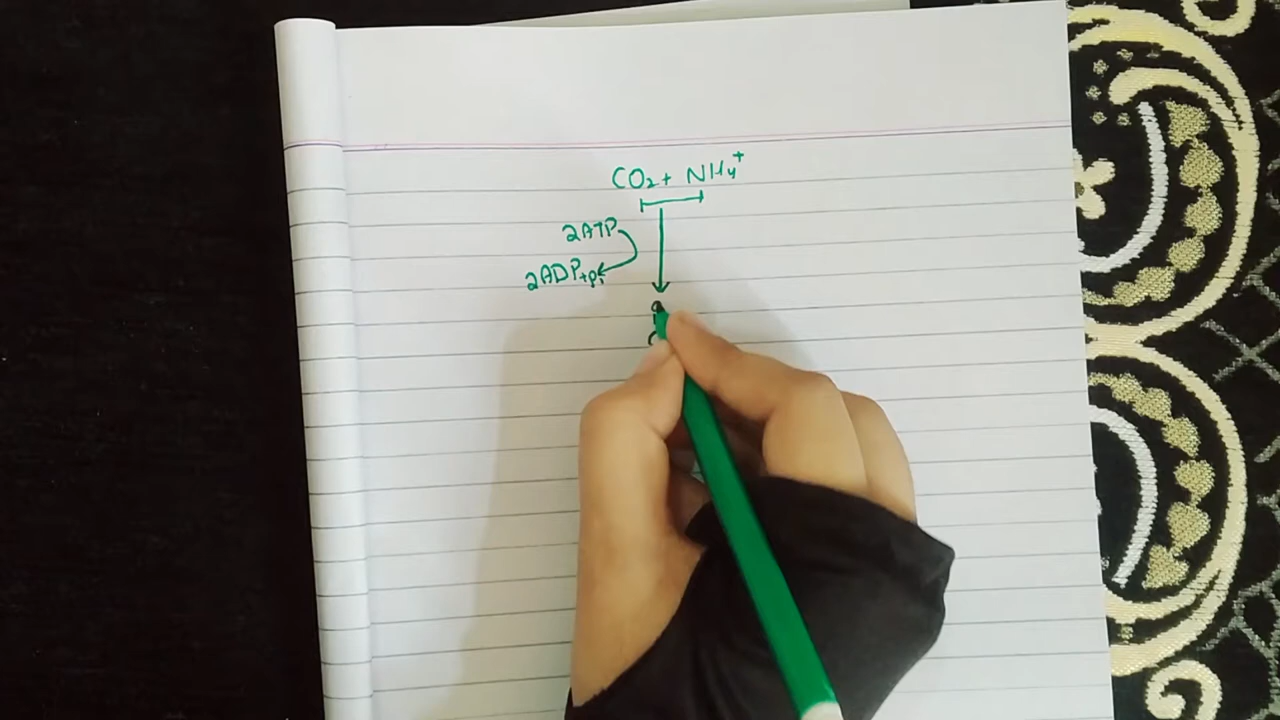 CO₂ + NH₄⁺
2ATP
2ADP+Pi